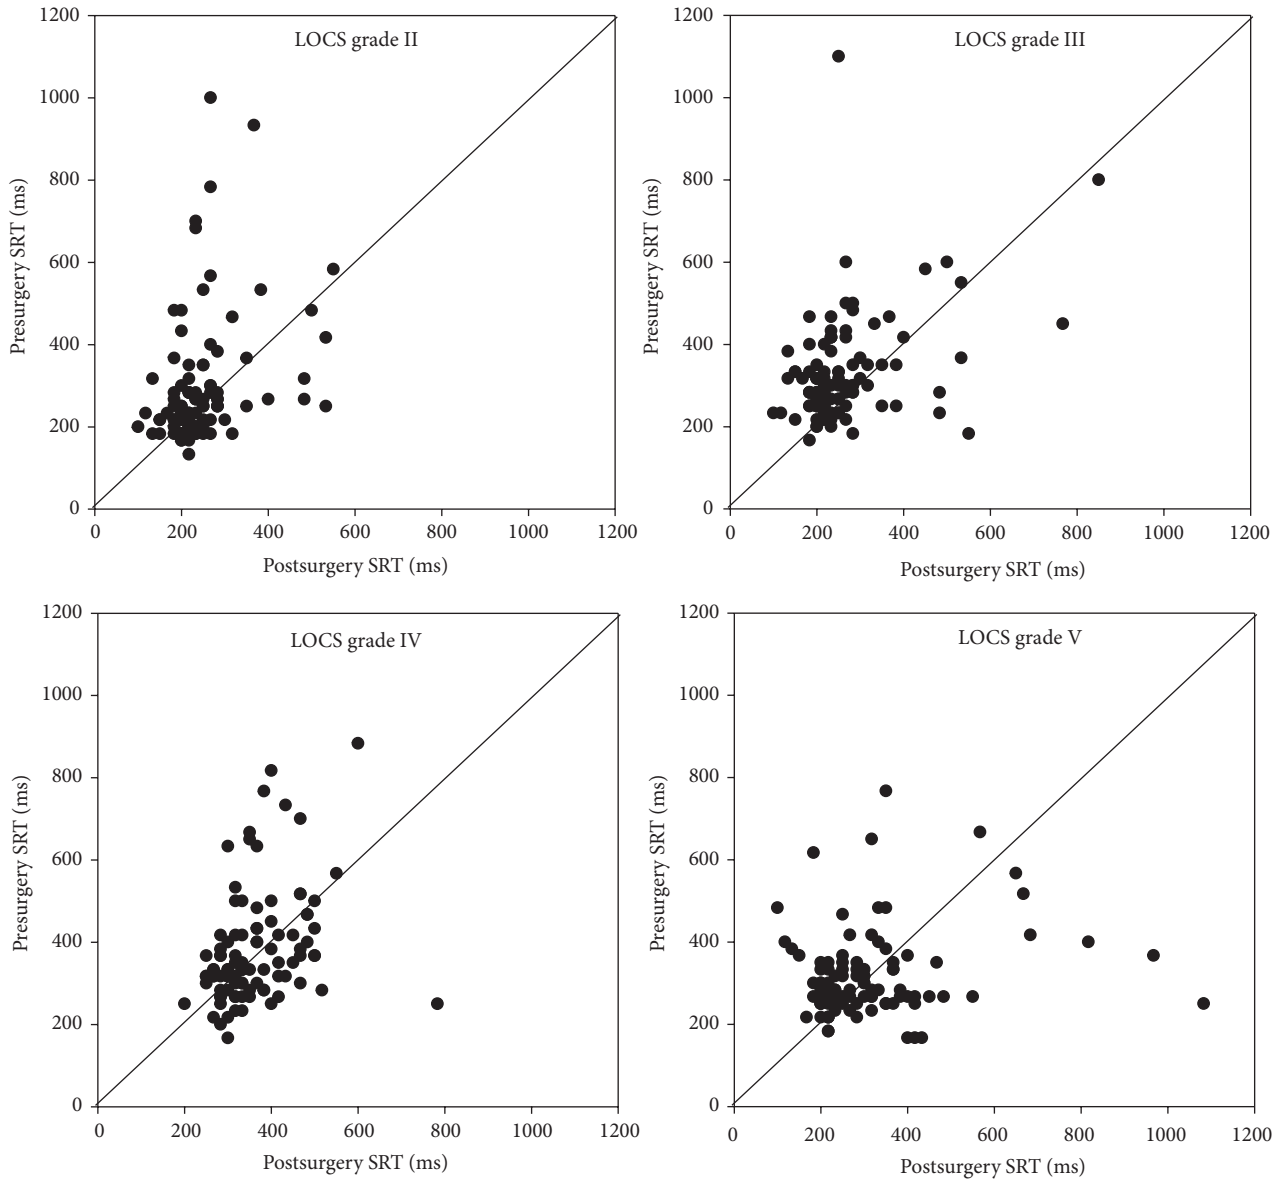 LOCS grade II
1200
1000
800
600
400
200
0
Presurgery SRT (ms)
0 200 400 600 800 1000 1200
Postsurgery SRT (ms)
LOCS grade III
1200
1000
800
600
400
200
0
Presurgery SRT (ms)
0 200 400 600 800 1000 1200
Postsurgery SRT (ms)
LOCS grade IV
1200
1000
800
600
400
200
0
Presurgery SRT (ms)
0 200 400 600 800 1000 1200
Postsurgery SRT (ms)
LOCS grade V
1200
1000
800
600
400
200
0
Presurgery SRT (ms)
0 200 400 600 800 1000 1200
Postsurgery SRT (ms)